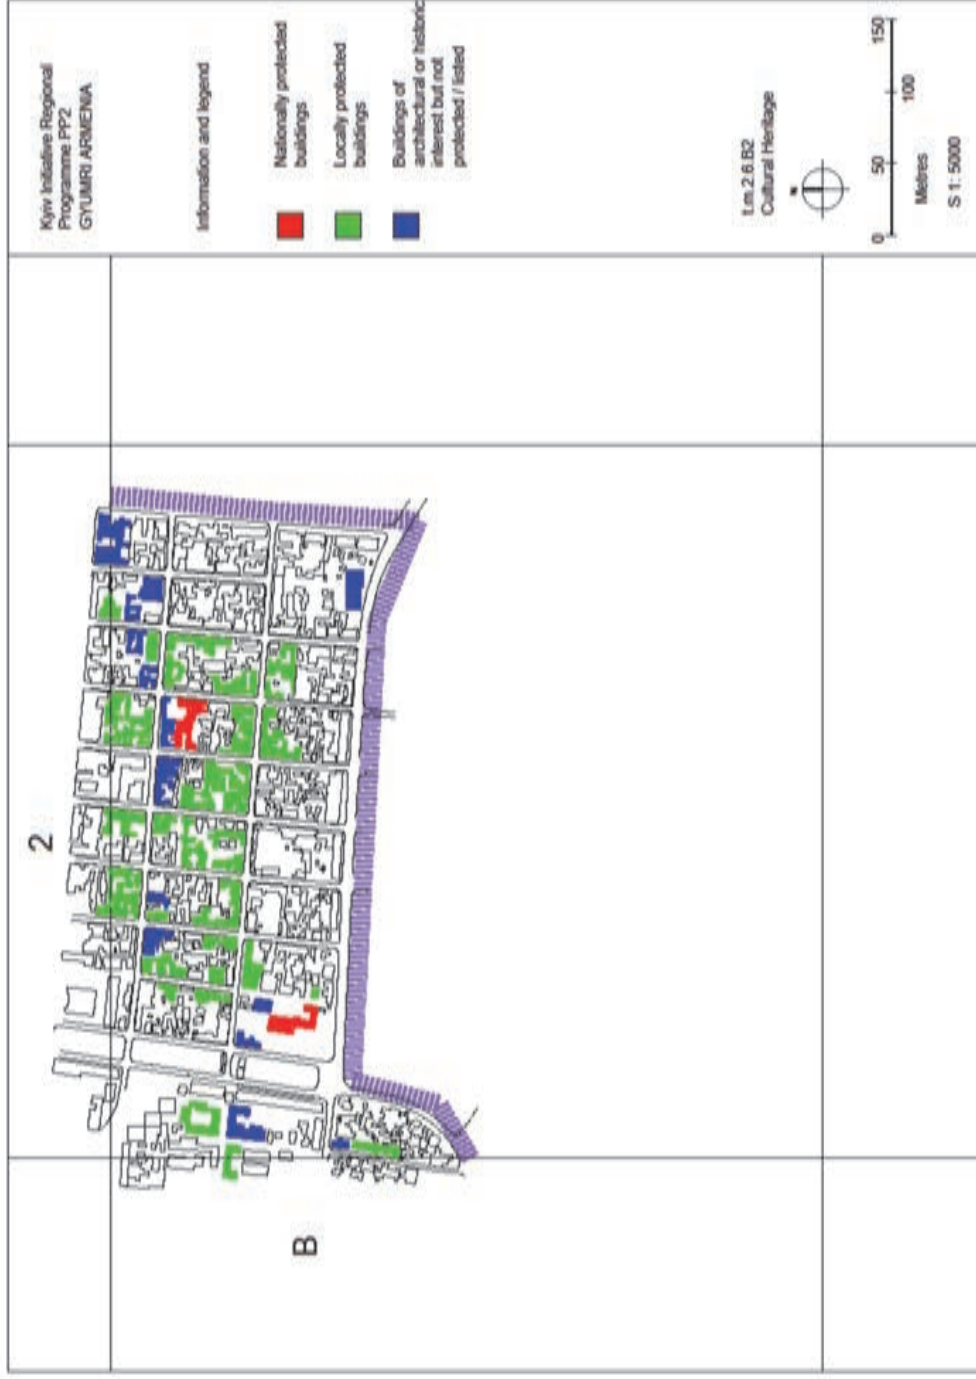 Kyiv Initiative Regional
Programme PP2
GYUMRI ARMENIA
Information and legend
Nationally protected
buildings
Locally protected
buildings
Buildings of
architectural or historic
interest but not
protected / listed
t.m.2.6.B2
Cultural Heritage
N
0 50 100 150
Metres
S 1: 5000
2
B